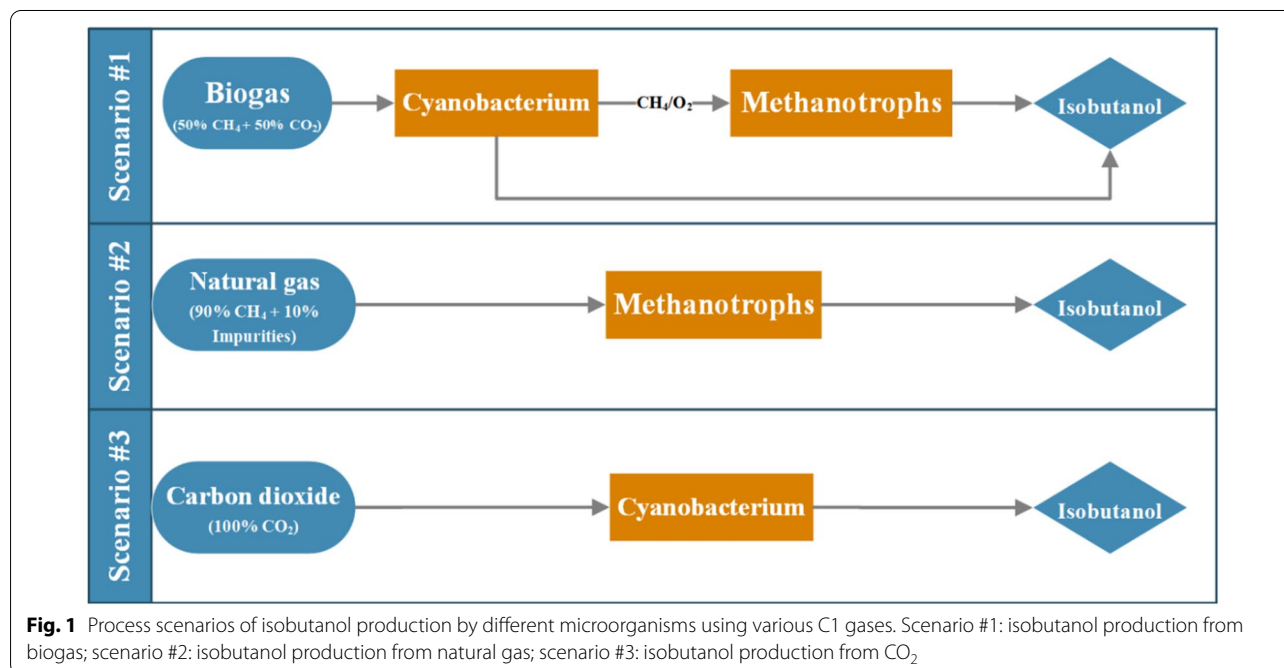 Scenario #1
Biogas
(50% CH₄ + 50% CO₂)
Cyanobacterium
CH₄/O₂
Methanotrophs
Isobutanol
Scenario #2
Natural gas
(90% CH₄ + 10%
Impurities)
Methanotrophs
Isobutanol
Scenario #3
Carbon dioxide
(100% CO₂)
Cyanobacterium
Isobutanol
Fig. 1 Process scenarios of isobutanol production by different microorganisms using various C1 gases. Scenario #1: isobutanol production from
biogas; scenario #2: isobutanol production from natural gas; scenario #3: isobutanol production from CO₂